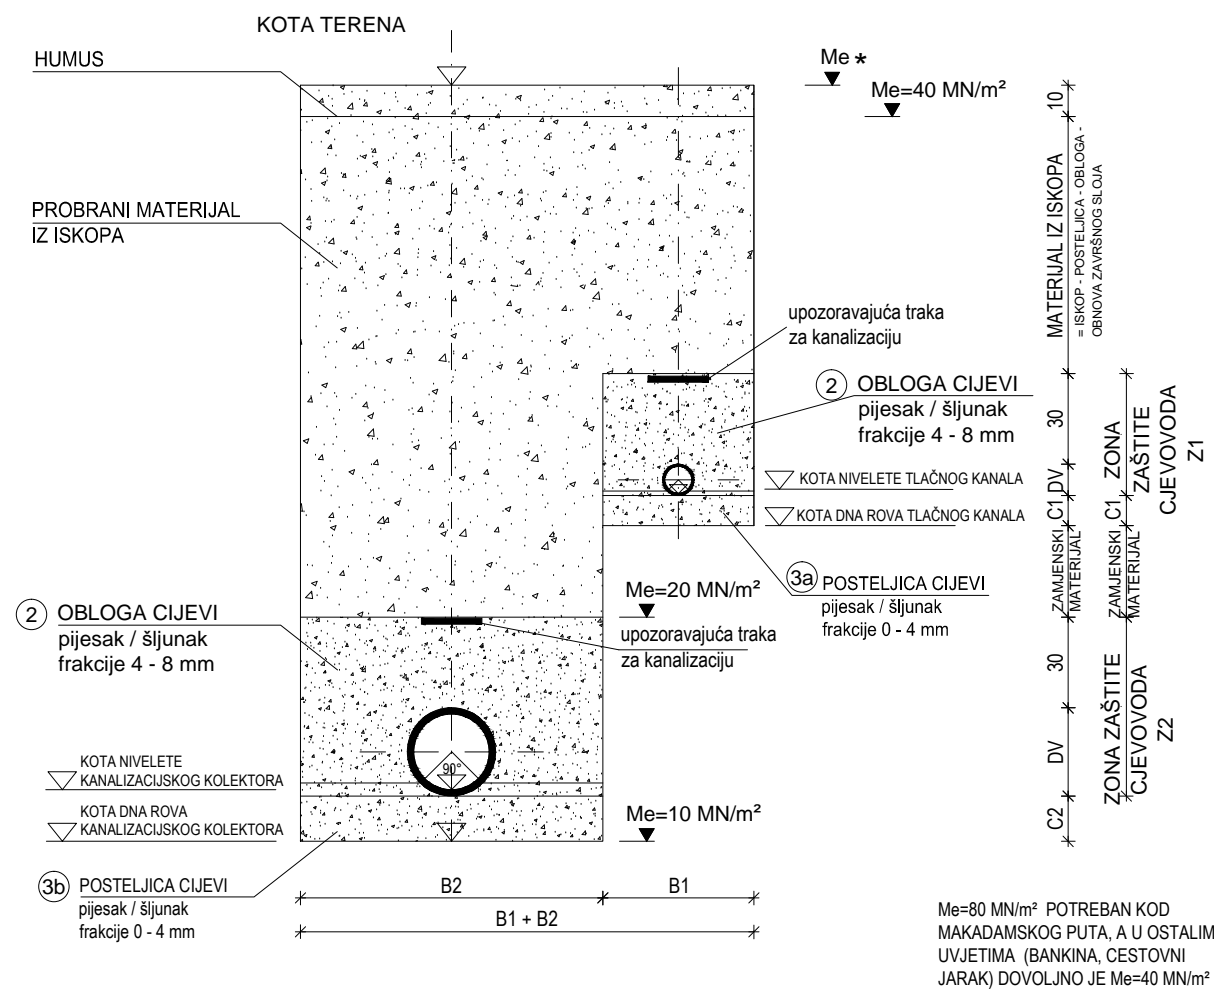 KOTA TERENA
HUMUS
Me *
Me=40 MN/m²
PROBRANI MATERIJAL
IZ ISKOPA
upozoravajuća traka
za kanalizaciju
2 OBLOGA CIJEVI
pijesak / šljunak
frakcije 4 - 8 mm
KOTA NIVELETE TLAČNOG KANALA
KOTA DNA ROVA TLAČNOG KANALA
3a POSTELJICA CIJEVI
pijesak / šljunak
frakcije 0 - 4 mm
Me=20 MN/m²
upozoravajuća traka
za kanalizaciju
2 OBLOGA CIJEVI
pijesak / šljunak
frakcije 4 - 8 mm
90°
KOTA NIVELETE
KANALIZACIJSKOG KOLEKTORA
KOTA DNA ROVA
KANALIZACIJSKOG KOLEKTORA
Me=10 MN/m²
3b POSTELJICA CIJEVI
pijesak / šljunak
frakcije 0 - 4 mm
B2
B1
B1 + B2
10
MATERIJAL IZ ISKOPA
= ISKOP - POSTELJICA - OBLOGA -
OBNOVA ZAVRŠNOG SLOJA
30
DV
C1
ZAMJENSKI
MATERIJAL
30
DV
C2
C1
ZONA
ZAŠTITE
CJEVOVODA
Z1
ZAMJENSKI
MATERIJAL
ZONA ZAŠTITE
CJEVOVODA
Z2
Me=80 MN/m² POTREBAN KOD
MAKADAMSKOG PUTA, A U OSTALIM
UVJETIMA (BANKINA, CESTOVNI
JARAK) DOVOLJNO JE Me=40 MN/m²